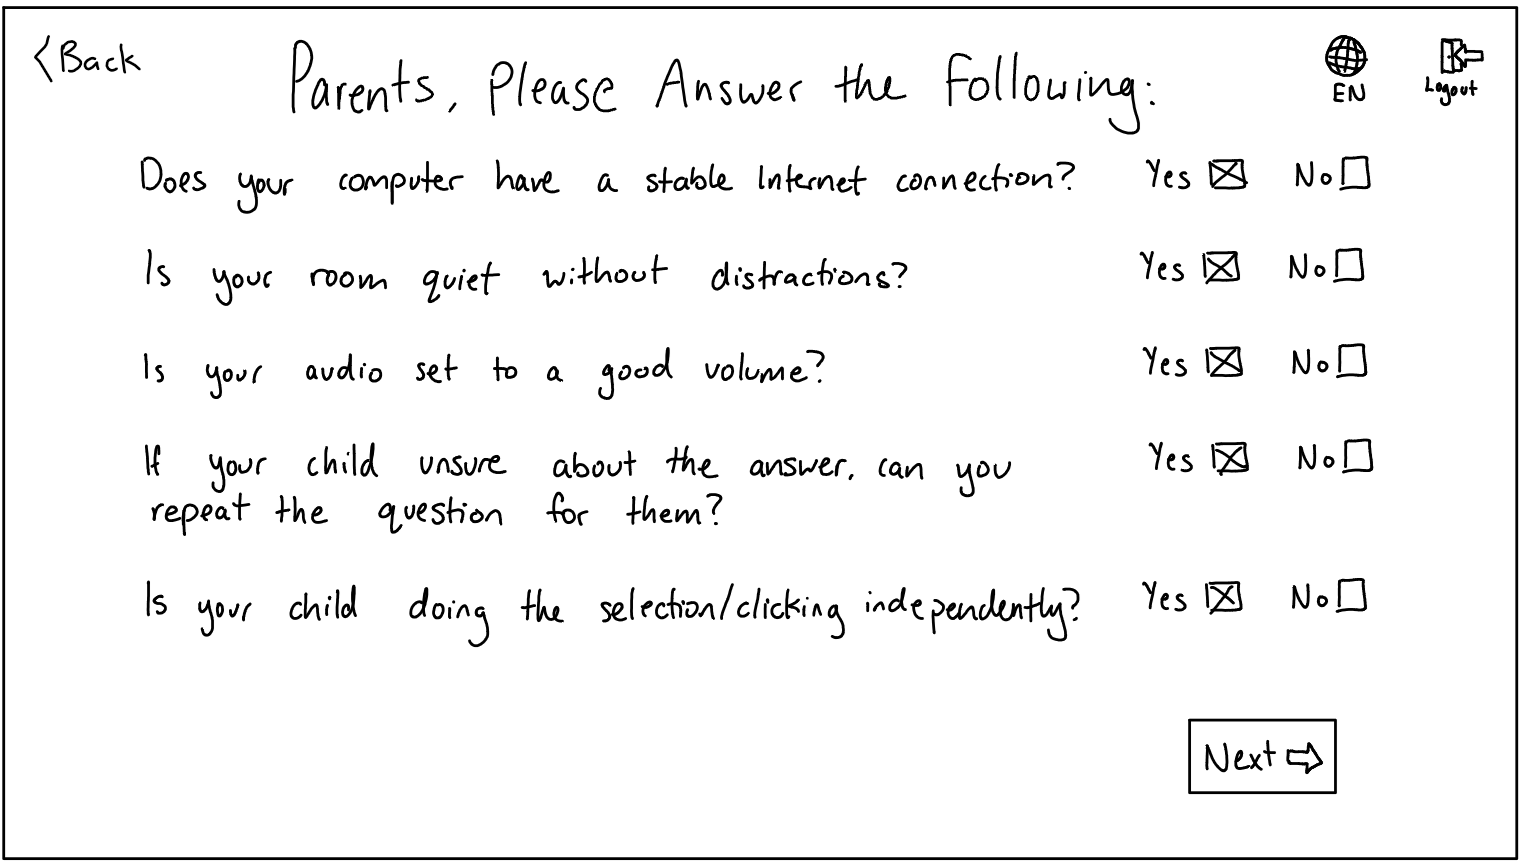 <Back
Parents, Please Answer the Following:
EN
Logout
Does your computer have a stable Internet connection? Yes ☒ No ☐
Is your room quiet without distractions? Yes ☒ No ☐
Is your audio set to a good volume? Yes ☒ No ☐
If your child unsure about the answer, can you Yes ☒ No ☐
repeat the question for them?
Is your child doing the selection/clicking independently? Yes ☒ No ☐
Next ⇨